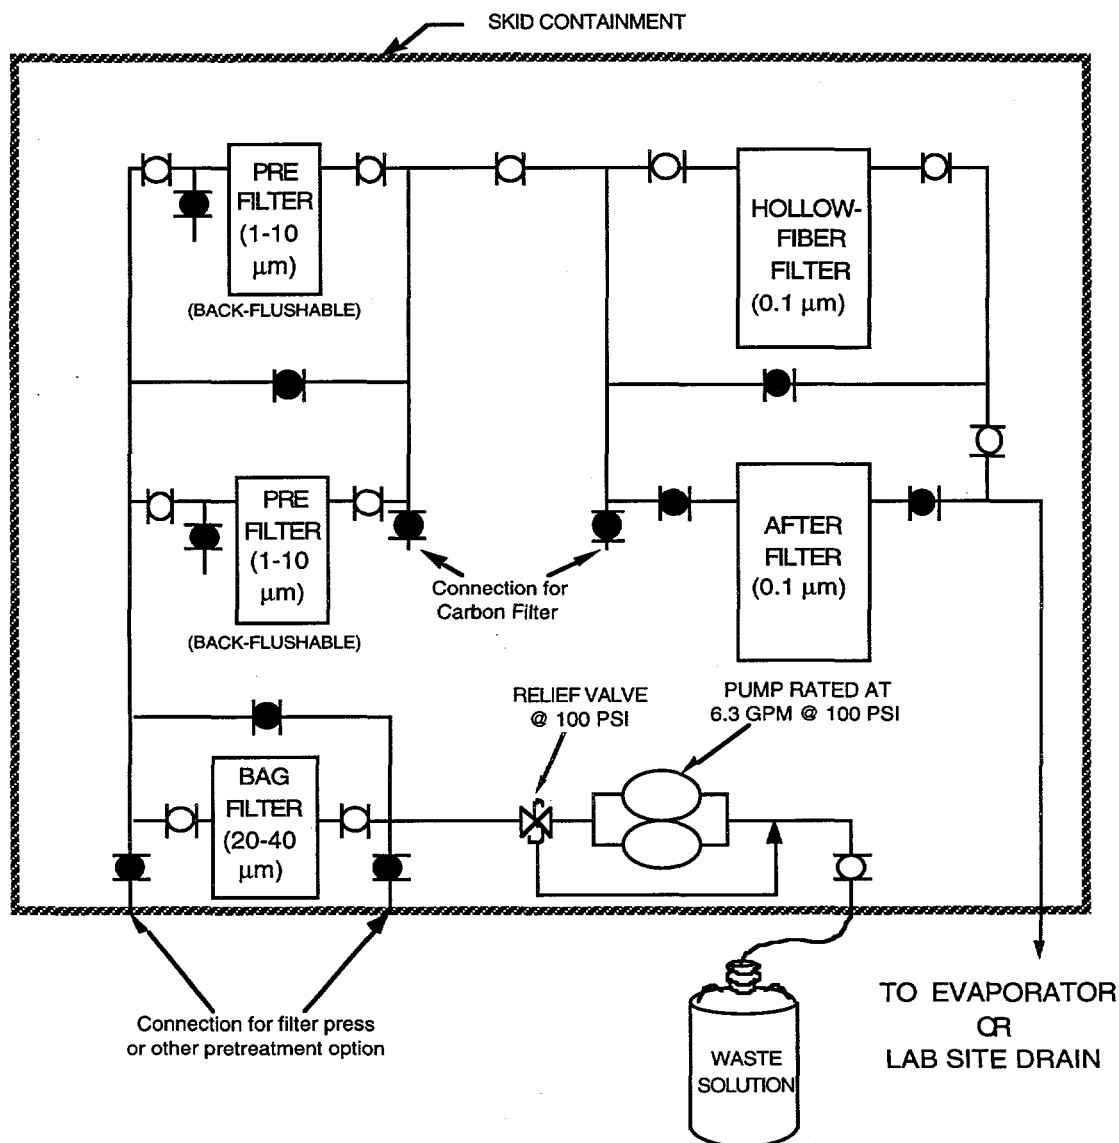 SKID CONTAINMENT
PRE
FILTER
(1-10
µm)
(BACK-FLUSHABLE)
HOLLOW-
FIBER
FILTER
(0.1 µm)
PRE
FILTER
(1-10
µm)
(BACK-FLUSHABLE)
Connection for
Carbon Filter
AFTER
FILTER
(0.1 µm)
RELIEF VALVE
@ 100 PSI
PUMP RATED AT
6.3 GPM @ 100 PSI
BAG
FILTER
(20-40
µm)
Connection for filter press
or other pretreatment option
WASTE
SOLUTION
TO EVAPORATOR
OR
LAB SITE DRAIN